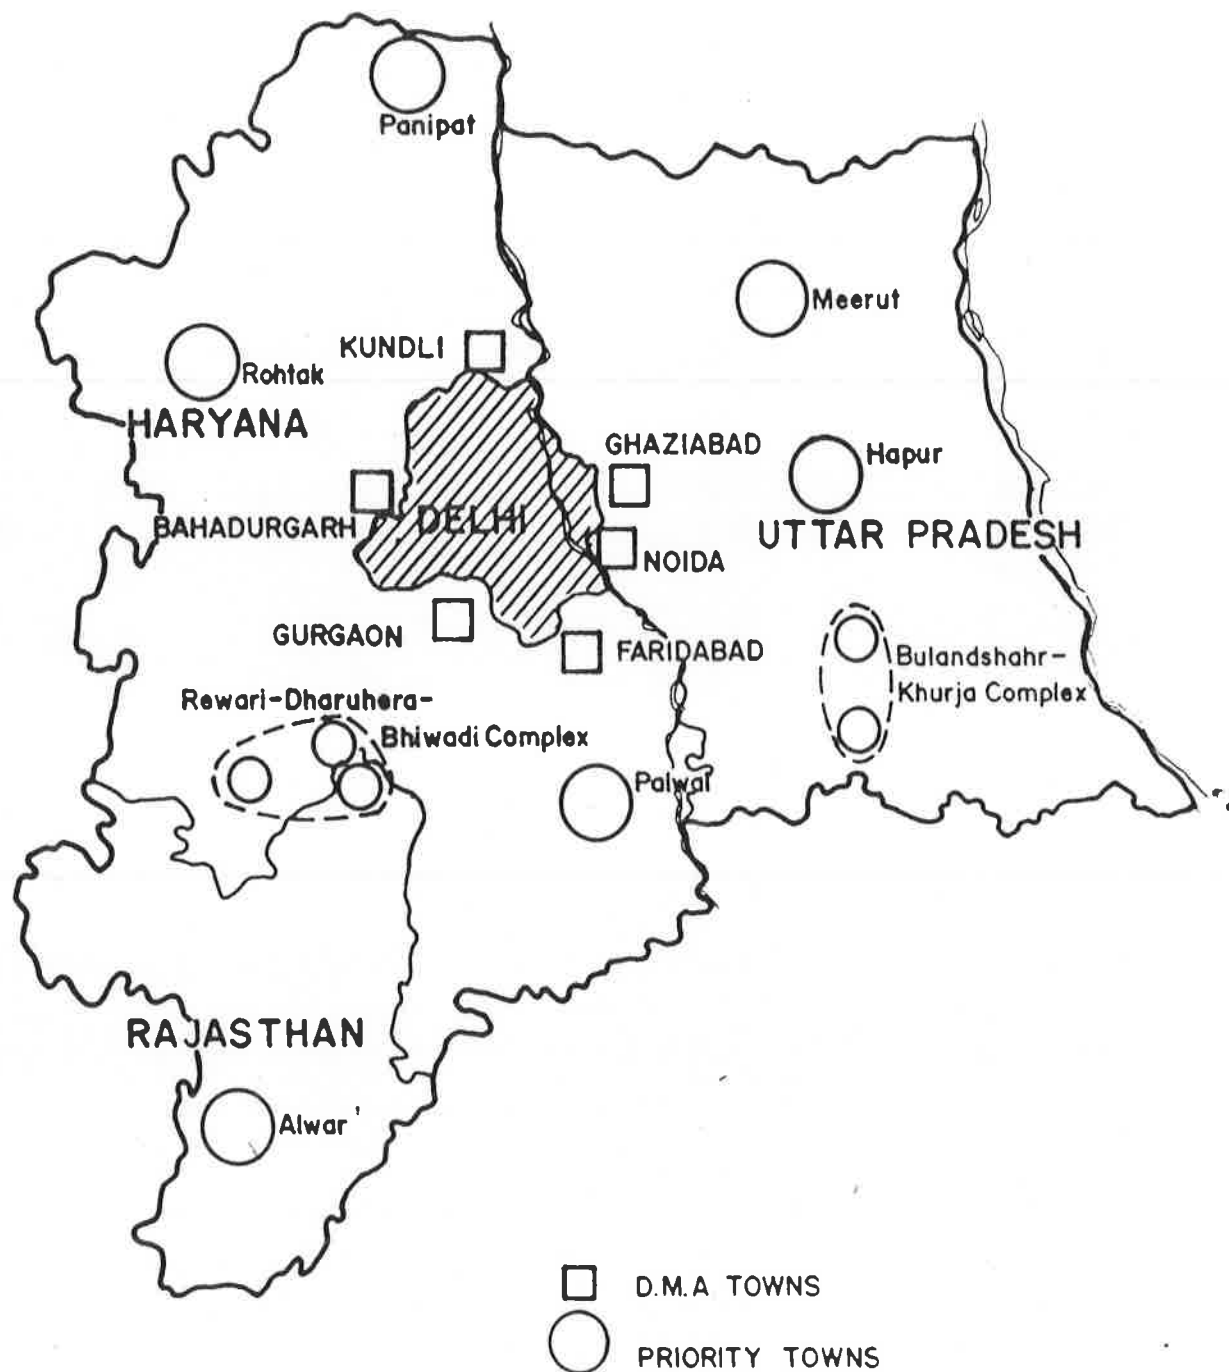 Panipat
Meerut
KUNDLI
Rohtak
HARYANA
GHAZIABAD
Hapur
BAHADURGARH
DELHI
UTTAR PRADESH
NOIDA
GURGAON
FARIDABAD
Bulandshahr-
Khurja Complex
Rewari-Dharuhera-
Bhiwadi Complex
Palwal
RAJASTHAN
Alwar
D.M.A TOWNS
PRIORITY TOWNS